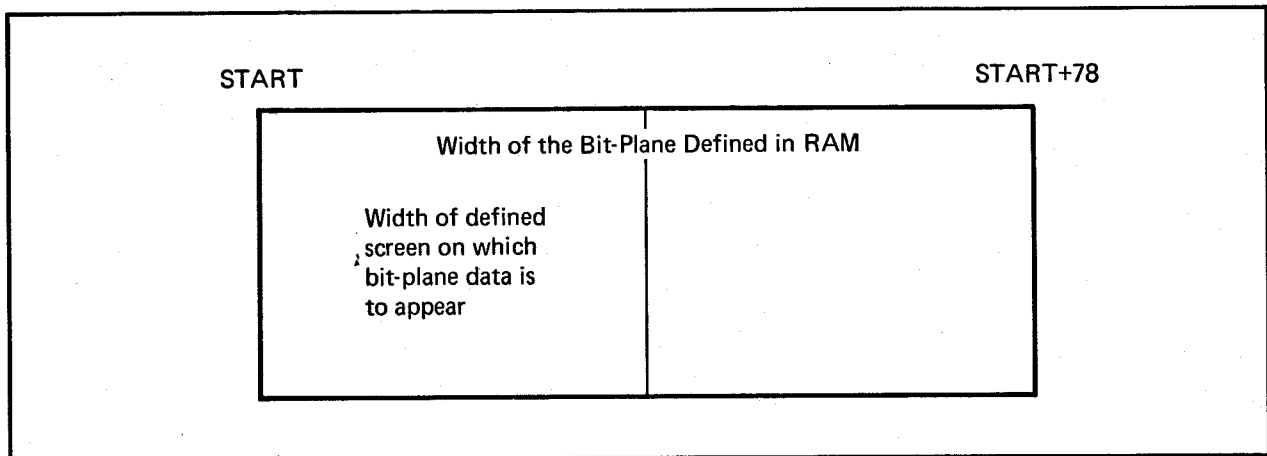 START
START+78
Width of the Bit-Plane Defined in RAM
Width of defined
screen on which
bit-plane data is
to appear